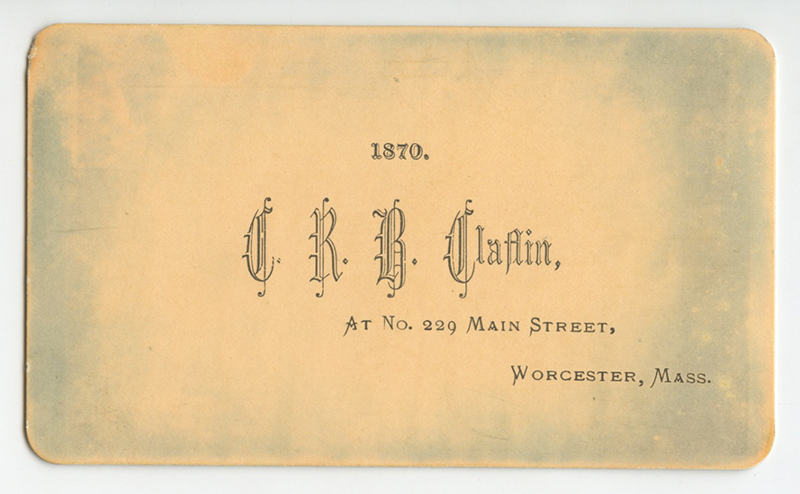 1870.
C. R. B. Claflin,
At No. 229 Main Street,
Worcester, Mass.